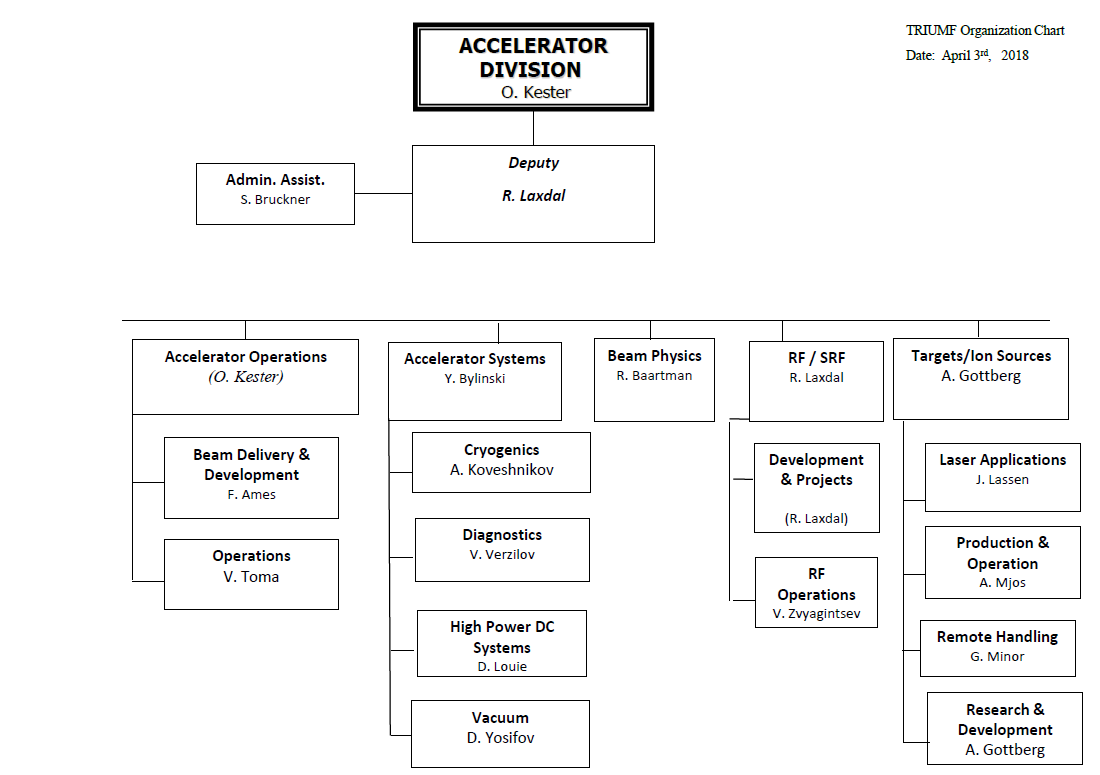 TRIUMF Organization Chart
Date: April 3rd, 2018
ACCELERATOR
DIVISION
O. Kester
Deputy
R. Laxdal
Admin. Assist.
S. Bruckner
Accelerator Operations
(O. Kester)
Beam Delivery &
Development
F. Ames
Operations
V. Toma
Accelerator Systems
Y. Bylinski
Cryogenics
A. Koveshnikov
Diagnostics
V. Verzilov
High Power DC
Systems
D. Louie
Vacuum
D. Yosifov
Beam Physics
R. Baartman
RF / SRF
R. Laxdal
Development
& Projects
(R. Laxdal)
RF
Operations
V. Zvyagintsev
Targets/Ion Sources
A. Gottberg
Laser Applications
J. Lassen
Production &
Operation
A. Mjos
Remote Handling
G. Minor
Research &
Development
A. Gottberg